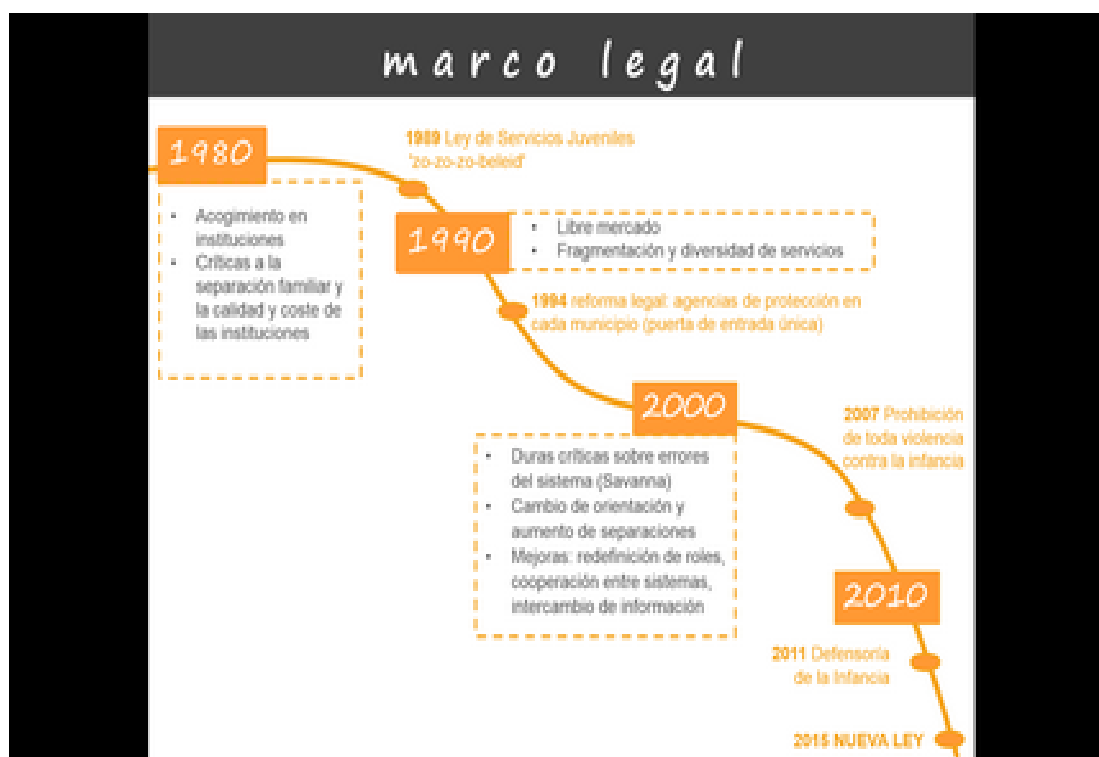 marco legal
1980
• Acogimiento en
instituciones
• Críticas a la
separación familiar y
la calidad y coste de
las instituciones
1989 Ley de Servicios Juveniles
'zo-zo-zo-beleid'
1990
• Libre mercado
• Fragmentación y diversidad de servicios
1994 reforma legal: agencias de protección en
cada municipio (puerta de entrada única)
2000
• Duras críticas sobre errores
del sistema (Savanna)
• Cambio de orientación y
aumento de separaciones
• Mejoras: redefinición de roles,
cooperación entre sistemas,
intercambio de información
2007 Prohibición
de toda violencia
contra la infancia
2010
2011 Defensoría
de la Infancia
2015 NUEVA LEY